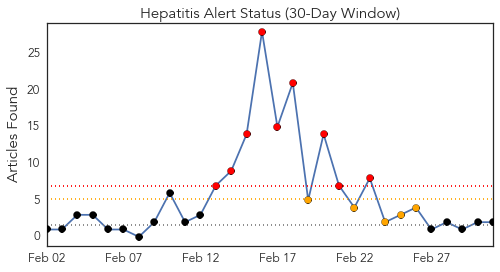 Hepatitis Alert Status (30-Day Window)
Articles Found
25
20
15
10
5
0
Feb 02 Feb 07 Feb 12 Feb 17 Feb 22 Feb 27